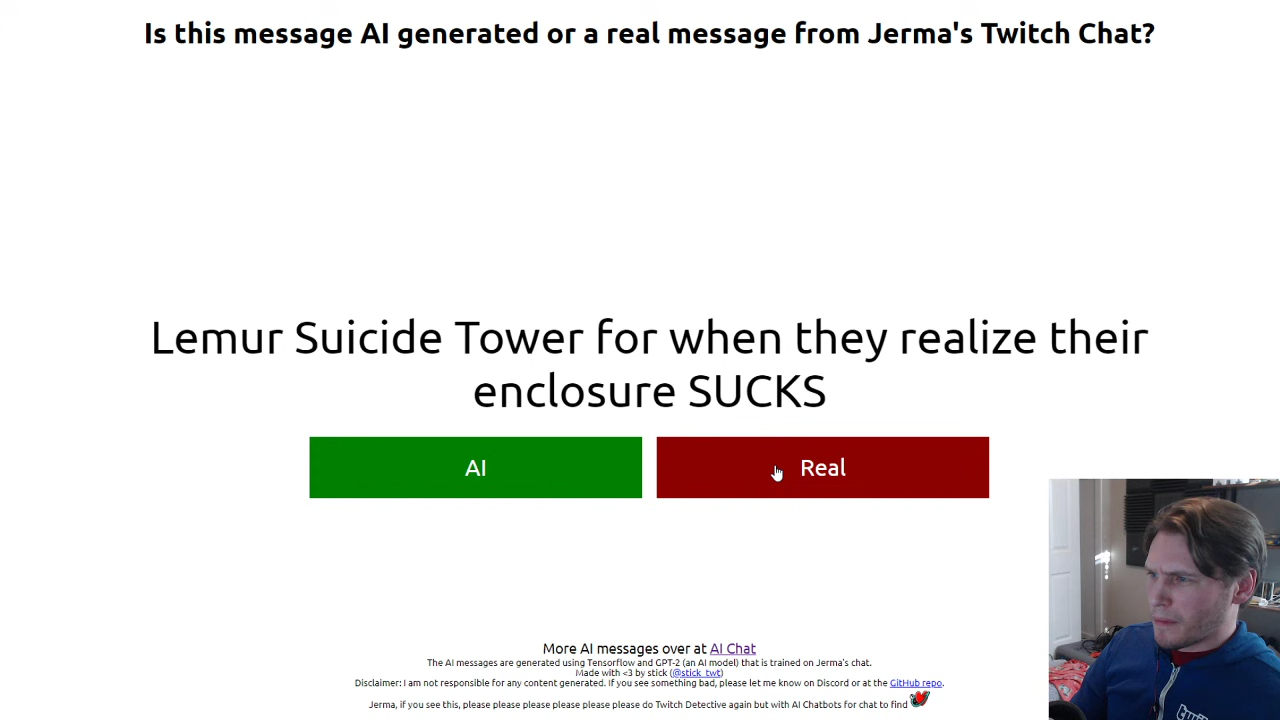 Is this message AI generated or a real message from Jerma's Twitch Chat?
Lemur Suicide Tower for when they realize their
enclosure SUCKS
AI
Real
More AI messages over at AI Chat
The AI messages are generated using Tensorflow and GPT-2 (an AI model) that is trained on Jerma's chat.
Made with <3 by stick (@stick_twt)
Disclaimer: I am not responsible for any content generated. if you see something bad, please let me know on Discord or at the GitHub repo.
Jerma, if you see this, please please please please please please do Twitch Detective again but with AI Chatbots for chat to find
twitch